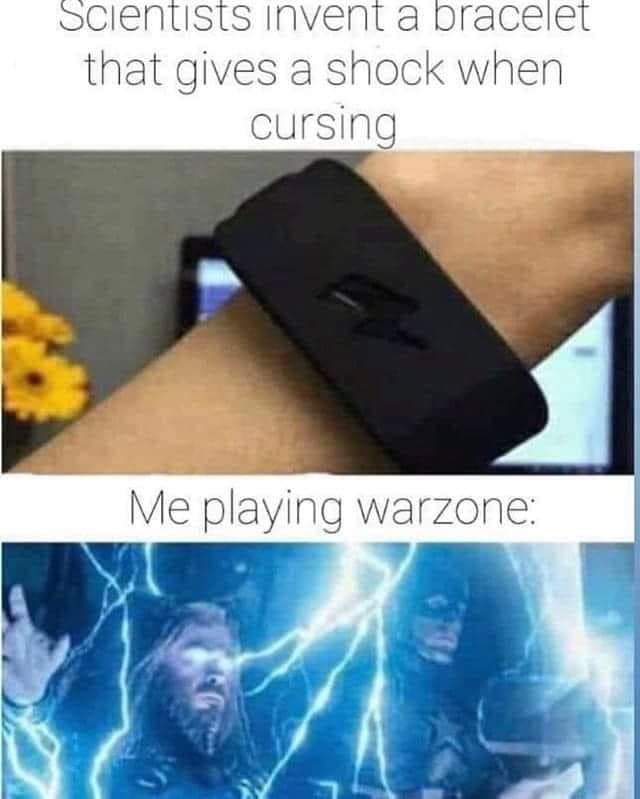 Scientists invent a bracelet
that gives a shock when
cursing
Me playing warzone: